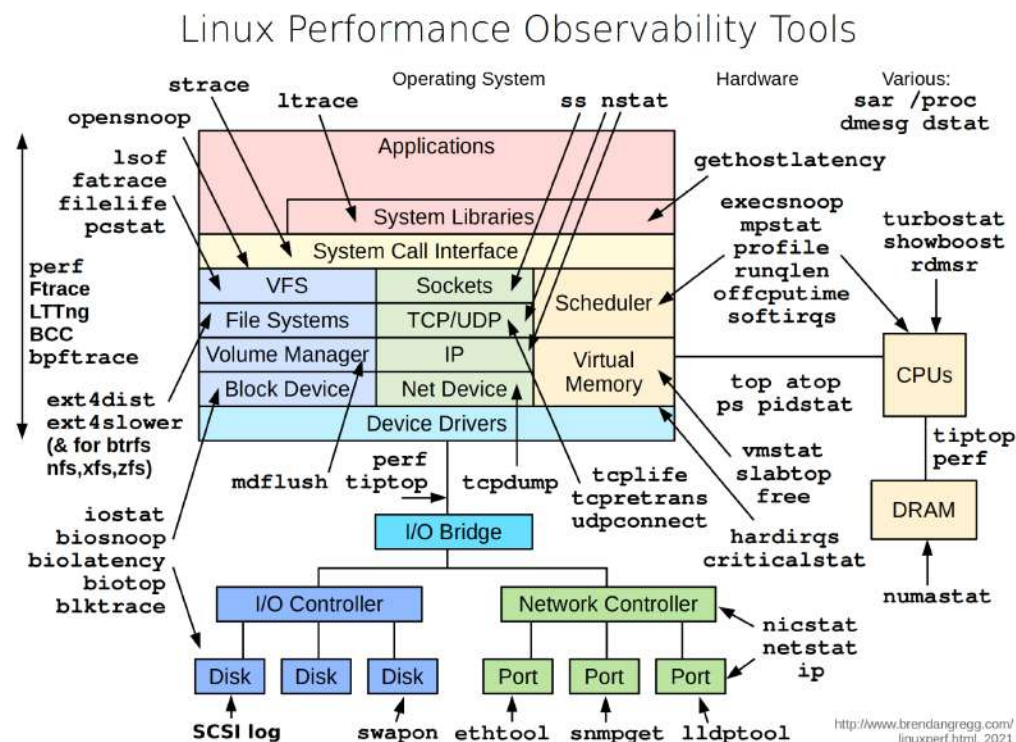 Linux Performance Observability Tools
Operating System
Hardware
Various:
sar /proc
dmesg dstat
strace
ltrace
ss nstat
opensnoop
lsof
fatrace
filelife
pcstat
gethostlatency
Applications
System Libraries
System Call Interface
VFS
Sockets
Scheduler
File Systems
TCP/UDP
Volume Manager
IP
Virtual
Memory
Block Device
Net Device
Device Drivers
perf
Ftrace
LTTng
BCC
bpftrace
execsnoop
mpstat
profile
runqlen
offcputime
softirqs
turbostat
showboost
rdmsr
CPUs
top atop
ps pidstat
tiptop
perf
DRAM
numastat
ext4dist
ext4slower
(& for btrfs
nfs,xfs,zfs)
mdflush
perf
tiptop
tcpdump
tcplife
tcpretrans
udpconnect
vmstat
slabtop
free
hardirqs
criticalstat
iostat
biosnoop
biolatency
biotop
blktrace
I/O Bridge
I/O Controller
Network Controller
nicstat
netstat
ip
Disk
Disk
Disk
Port
Port
Port
SCSI log
swapon
ethtool
snmpget
lldptool
http://www.brendangregg.com/
linuxperf.html, 2021